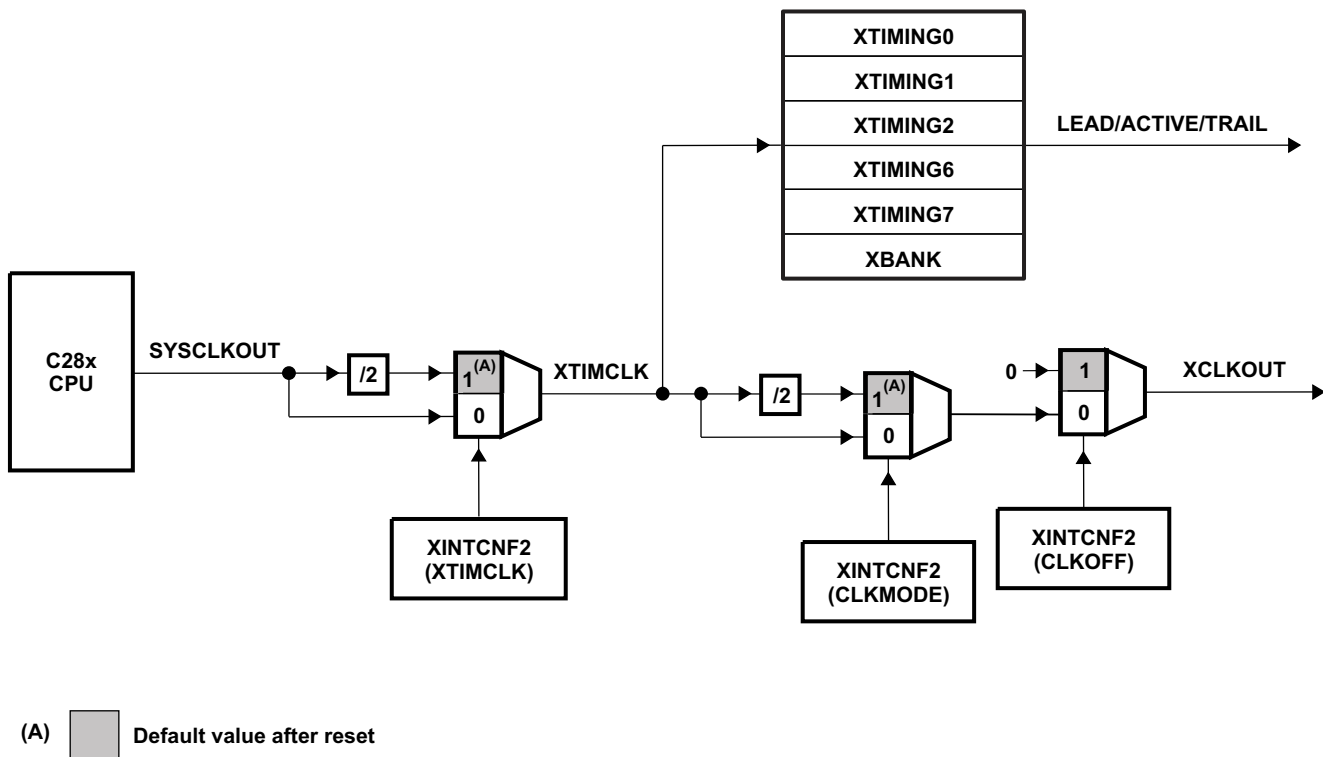 XTIMING0
XTIMING1
XTIMING2
XTIMING6
XTIMING7
XBANK
LEAD/ACTIVE/TRAIL
C28x
CPU
SYSCLKOUT
/2
1(A)
0
XTIMCLK
/2
1(A)
0
0
1
0
XCLKOUT
XINTCNF2
(XTIMCLK)
XINTCNF2
(CLKMODE)
XINTCNF2
(CLKOFF)
(A) Default value after reset